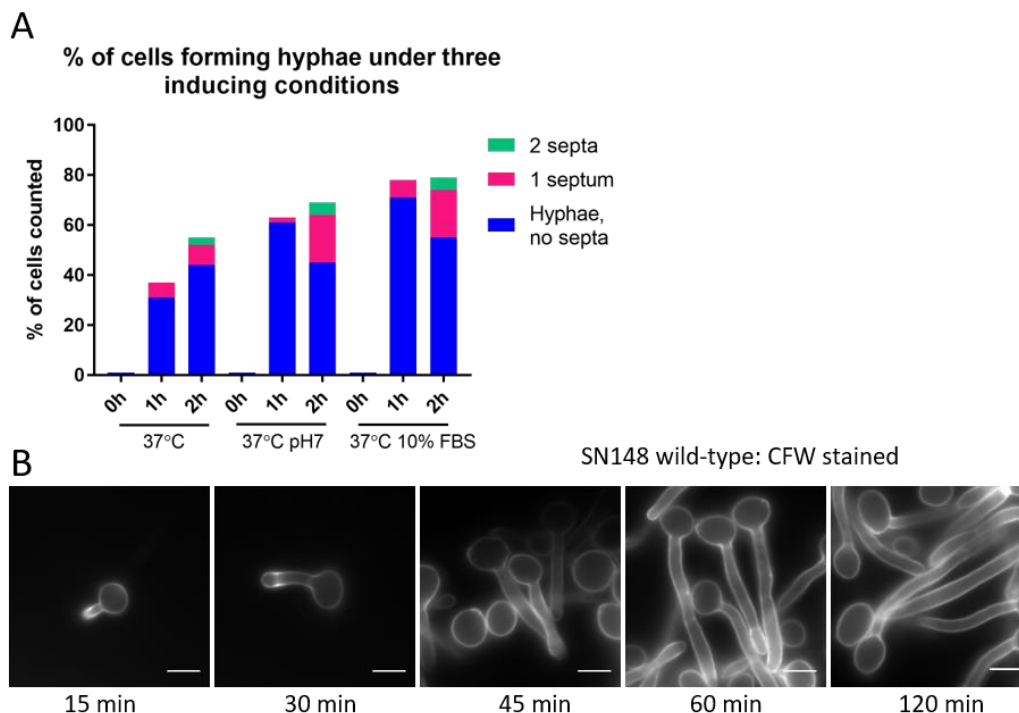 A
% of cells forming hyphae under three
inducing conditions
% of cells counted
100
80
60
40
20
0
2 septa
1 septum
Hyphae,
no septa
0h 1h 2h 0h 1h 2h 0h 1h 2h
37°C 37°C pH7 37°C 10% FBS
B
SN148 wild-type: CFW stained
15 min 30 min 45 min 60 min 120 min